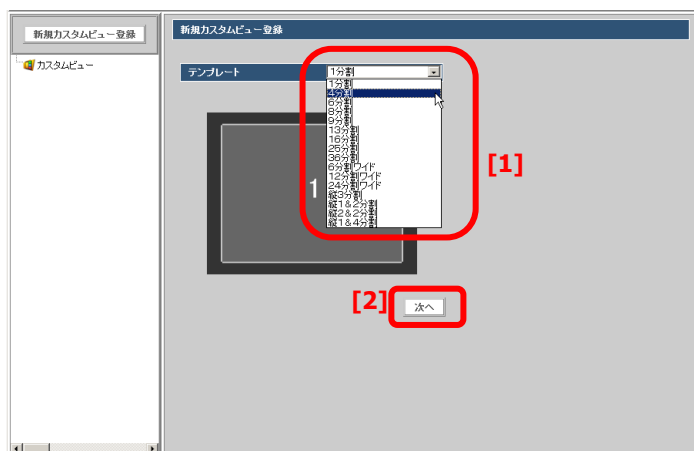 新規カスタムビュー登録
カスタムビュー
新規カスタムビュー登録
テンプレート
1分割
1分割
4分割
6分割
8分割
9分割
13分割
16分割
25分割
36分割
6分割ワイド
12分割ワイド
24分割ワイド
縦3分割
縦1&2分割
縦2&2分割
縦1&4分割
1
[1]
[2]
次へ